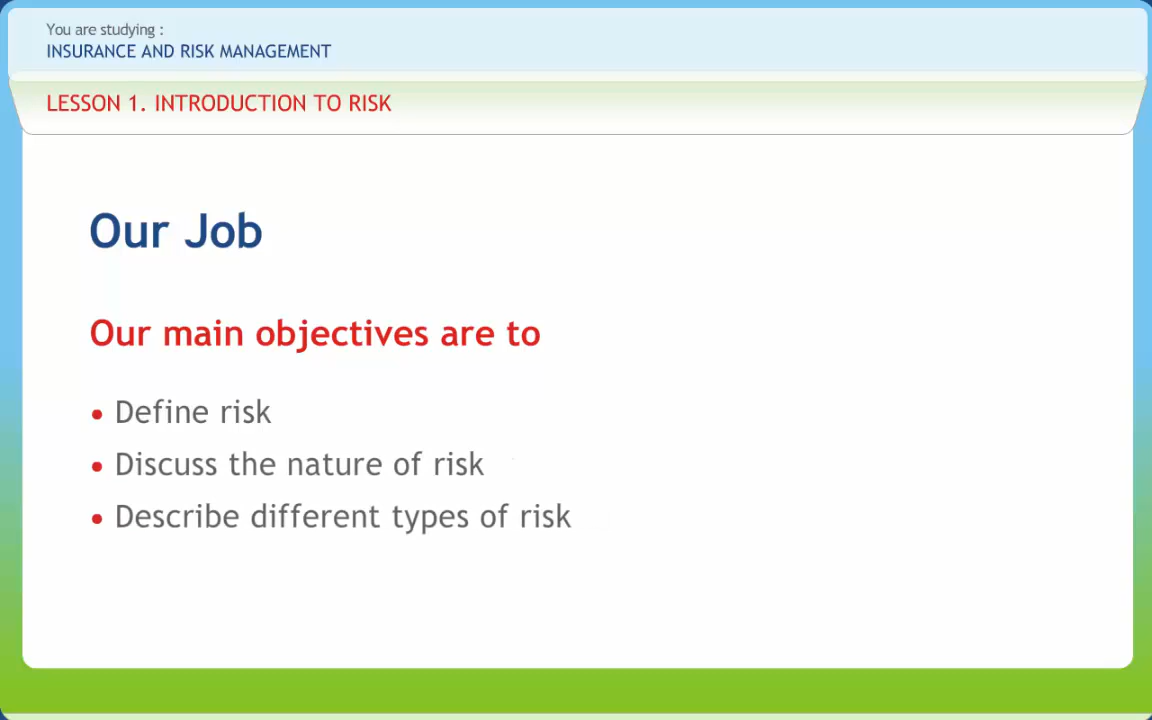 You are studying :
INSURANCE AND RISK MANAGEMENT
LESSON 1. INTRODUCTION TO RISK
Our Job
Our main objectives are to
• Define risk
• Discuss the nature of risk
• Describe different types of risk